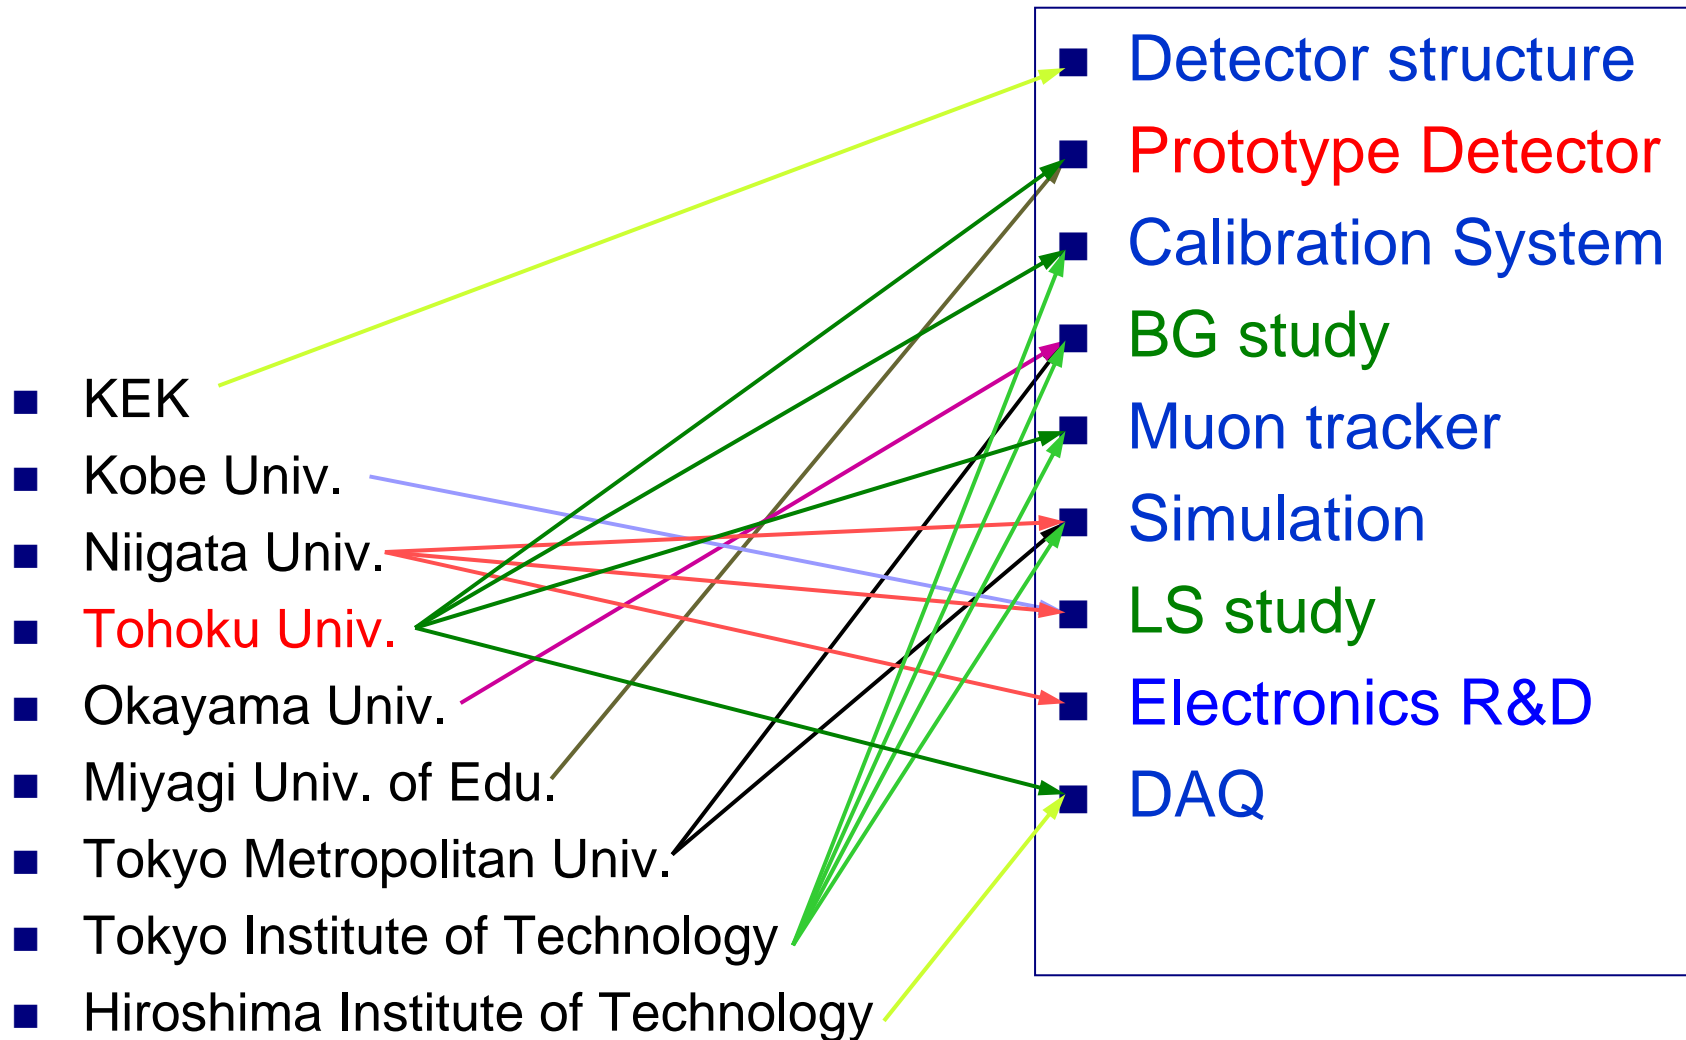 KEK
Kobe Univ.
Niigata Univ.
Tohoku Univ.
Okayama Univ.
Miyagi Univ. of Edu.
Tokyo Metropolitan Univ.
Tokyo Institute of Technology
Hiroshima Institute of Technology
Detector structure
Prototype Detector
Calibration System
BG study
Muon tracker
Simulation
LS study
Electronics R&D
DAQ